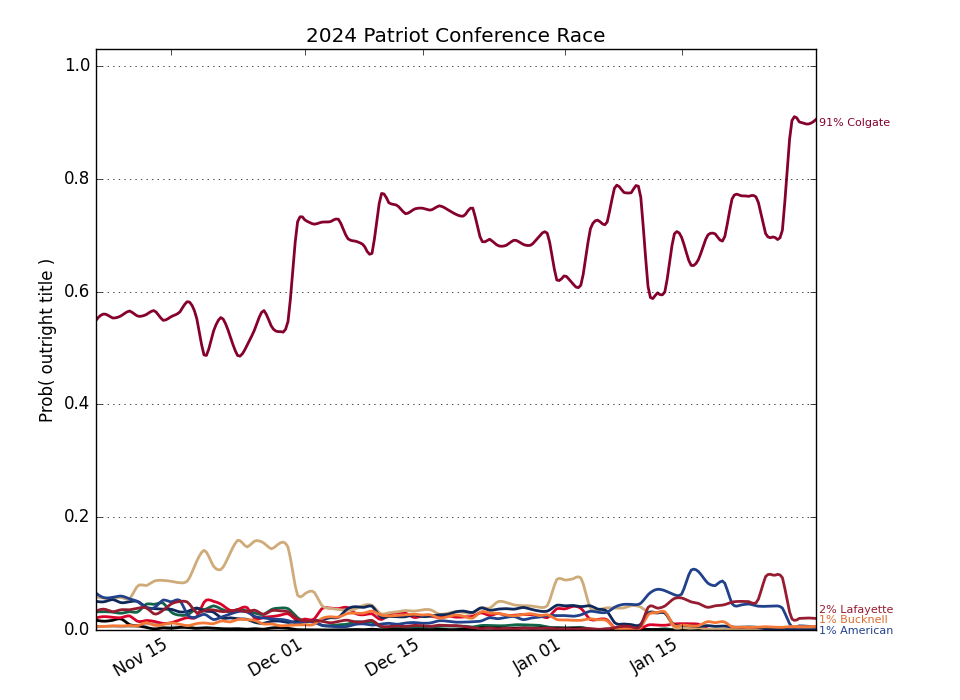 2024 Patriot Conference Race
Prob( outright title )
1.0
0.8
0.6
0.4
0.2
0.0
Nov 15
Dec 01
Dec 15
Jan 01
Jan 15
91% Colgate
2% Lafayette
1% Bucknell
1% American